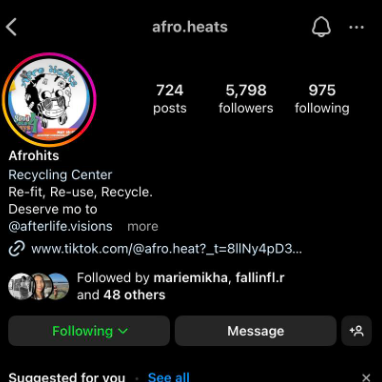 afro.heats
724 5,798 975
posts followers following
Afrohits
Recycling Center
Re-fit, Re-use, Recycle.
Deserve mo to
@afterlife.visions more
www.tiktok.com/@afro.heat?_t=8llNy4pD3...
Followed by mariemikha, fallinfl.r
and 48 others
Following Message
Suggested for you · See all